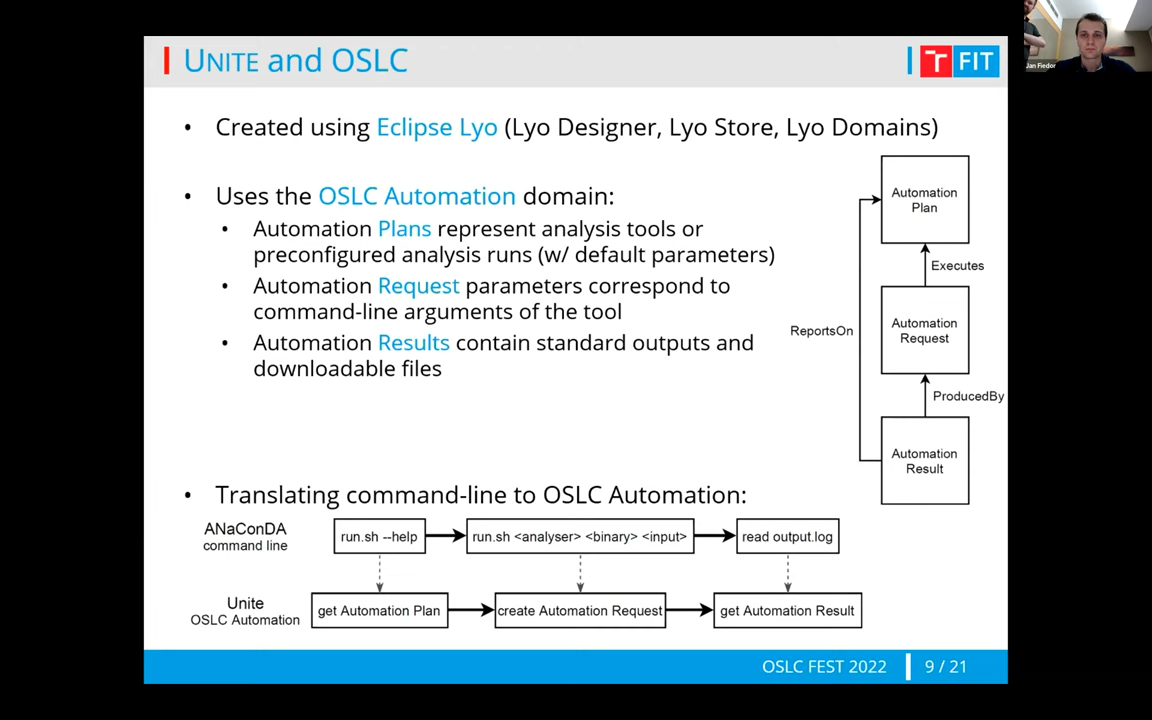 UNITE and OSLC
T FIT
Jan Fiedor
• Created using Eclipse Lyo (Lyo Designer, Lyo Store, Lyo Domains)
• Uses the OSLC Automation domain:
• Automation Plans represent analysis tools or
preconfigured analysis runs (w/ default parameters)
• Automation Request parameters correspond to
command-line arguments of the tool
• Automation Results contain standard outputs and
downloadable files
Automation
Plan
Executes
Automation
Request
ReportsOn
ProducedBy
Automation
Result
• Translating command-line to OSLC Automation:
ANaConDA
command line
run.sh --help
run.sh <analyser> <binary> <input>
read output.log
Unite
OSLC Automation
get Automation Plan
create Automation Request
get Automation Result
OSLC FEST 2022
9 / 21